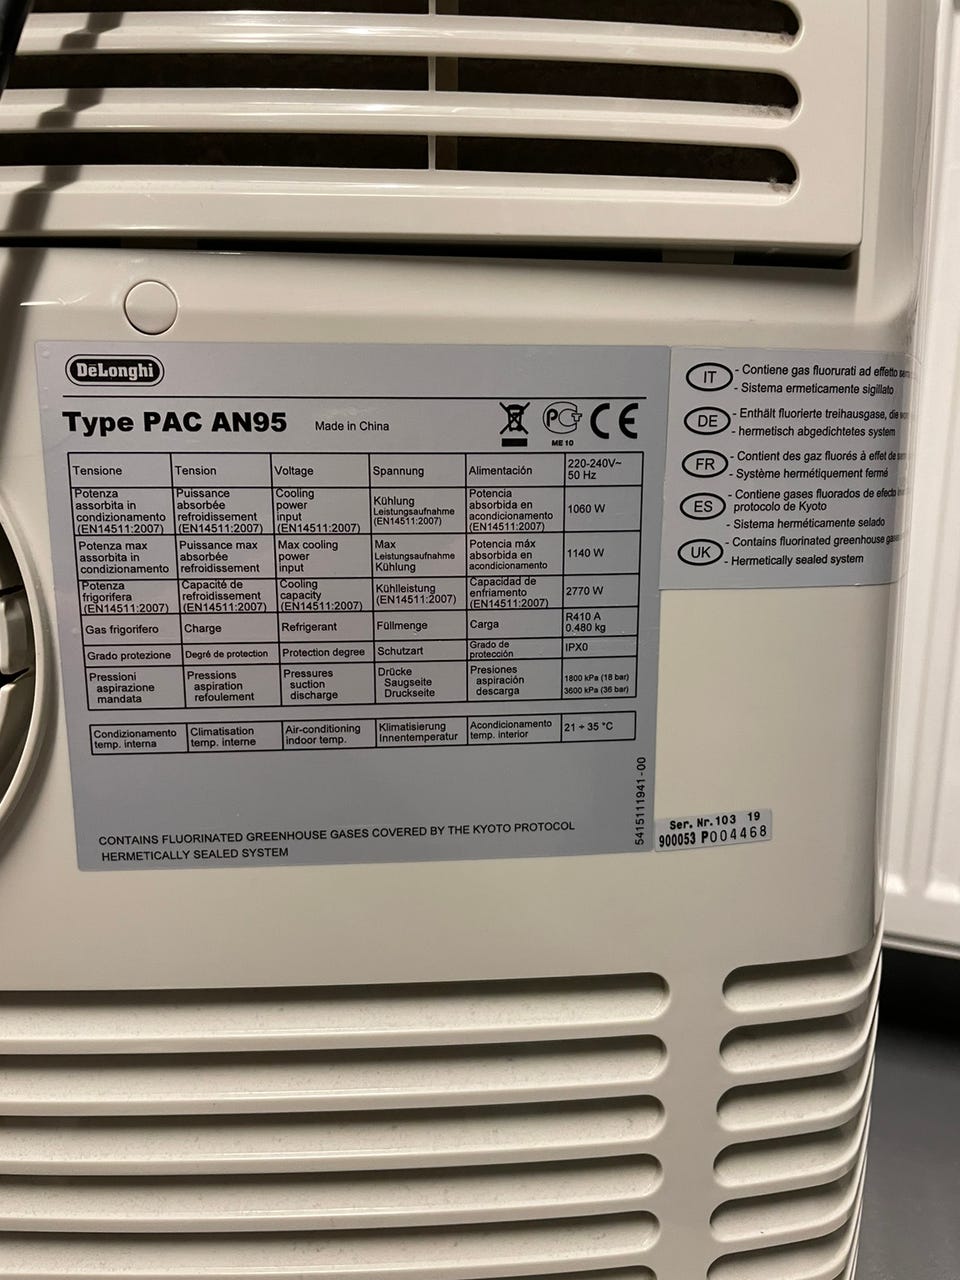 DeLonghi
Type PAC AN95 Made in China
ME 10
CE
Tensione Tension Voltage Spannung Alimentación 220-240V~
50 Hz
Potenza
assorbita in
condizionamento
(EN14511:2007)
Puissance
absorbée
refroidissement
(EN14511:2007)
Cooling
power
input
(EN14511:2007)
Kühlung
Leistungsaufnahme
(EN14511:2007)
Potencia
absorbida en
acondicionamento
(EN14511:2007)
1060 W
Potenza max
assorbita in
condizionamento
Puissance max
absorbée
refroidissement
Max cooling
power
input
Max
Leistungsaufnahme
Kühlung
Potencia máx
absorbida en
acondicionamento
1140 W
Potenza
frigorifera
(EN14511:2007)
Capacité de
refroidissement
(EN14511:2007)
Cooling
capacity
(EN14511:2007)
Kühlleistung
(EN14511:2007)
Capacidad de
enfriamento
(EN14511:2007)
2770 W
Gas frigorifero Charge Refrigerant Füllmenge Carga R410 A
0.480 kg
Grado protezione Degré de protection Protection degree Schutzart Grado de
protección
IPX0
Pressioni
aspirazione
mandata
Pressions
aspiration
refoulement
Pressures
suction
discharge
Drücke
Saugseite
Druckseite
Presiones
aspiración
descarga
1800 kPa (18 bar)
3600 kPa (36 bar)
Condizionamento
temp. interna
Climatisation
temp. interne
Air-conditioning
indoor temp.
Klimatisierung
Innentemperatur
Acondicionamento
temp. interior
21 ÷ 35 °C
CONTAINS FLUORINATED GREENHOUSE GASES COVERED BY THE KYOTO PROTOCOL
HERMETICALLY SEALED SYSTEM
5415111941-00
IT - Contiene gas fluorurati ad effetto
- Sistema ermeticamente sigillato
DE - Enthält fluorierte treihausgase, die
- hermetisch abgedichtetes system
FR - Contient des gaz fluorés à effet de
- Système hermétiquement fermé
ES - Contiene gases fluorados de efecto
protocolo de Kyoto
- Sistema herméticamente selado
UK - Contains fluorinated greenhouse
- Hermetically sealed system
Ser. Nr. 103 19
900053 P004468